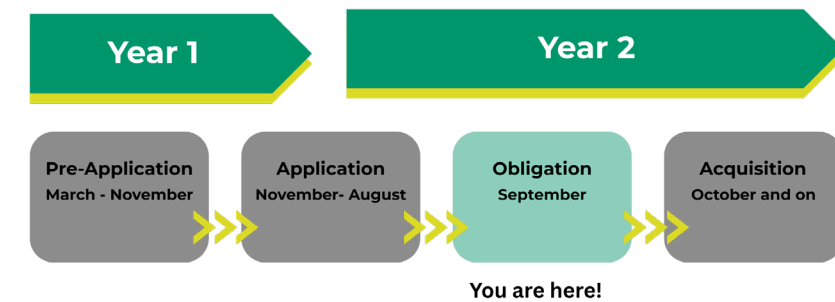 Year 1
Year 2
Pre-Application
March - November
Application
November- August
Obligation
September
Acquisition
October and on
You are here!